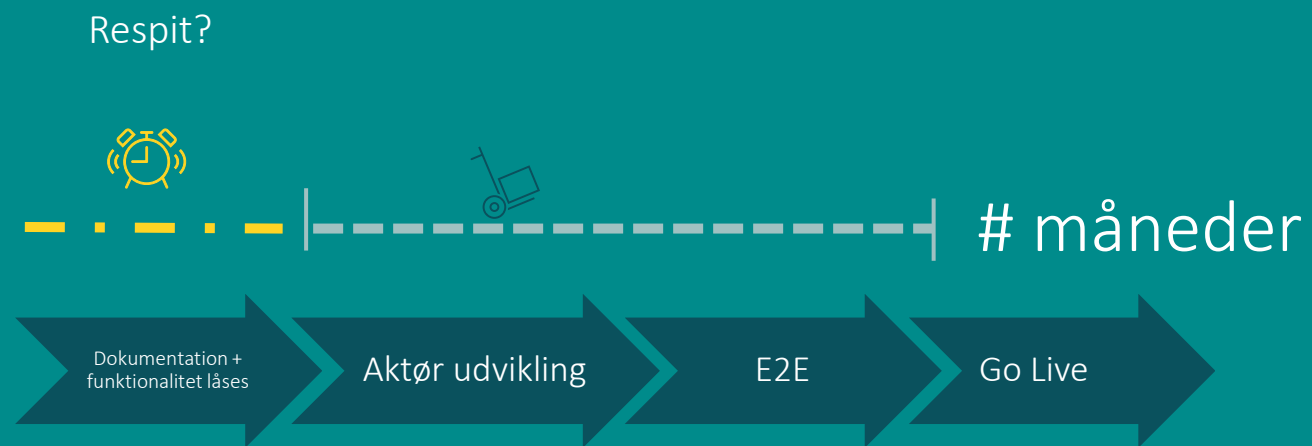 Respit?
# måneder
Dokumentation +
funktionalitet låses
Aktør udvikling
E2E
Go Live